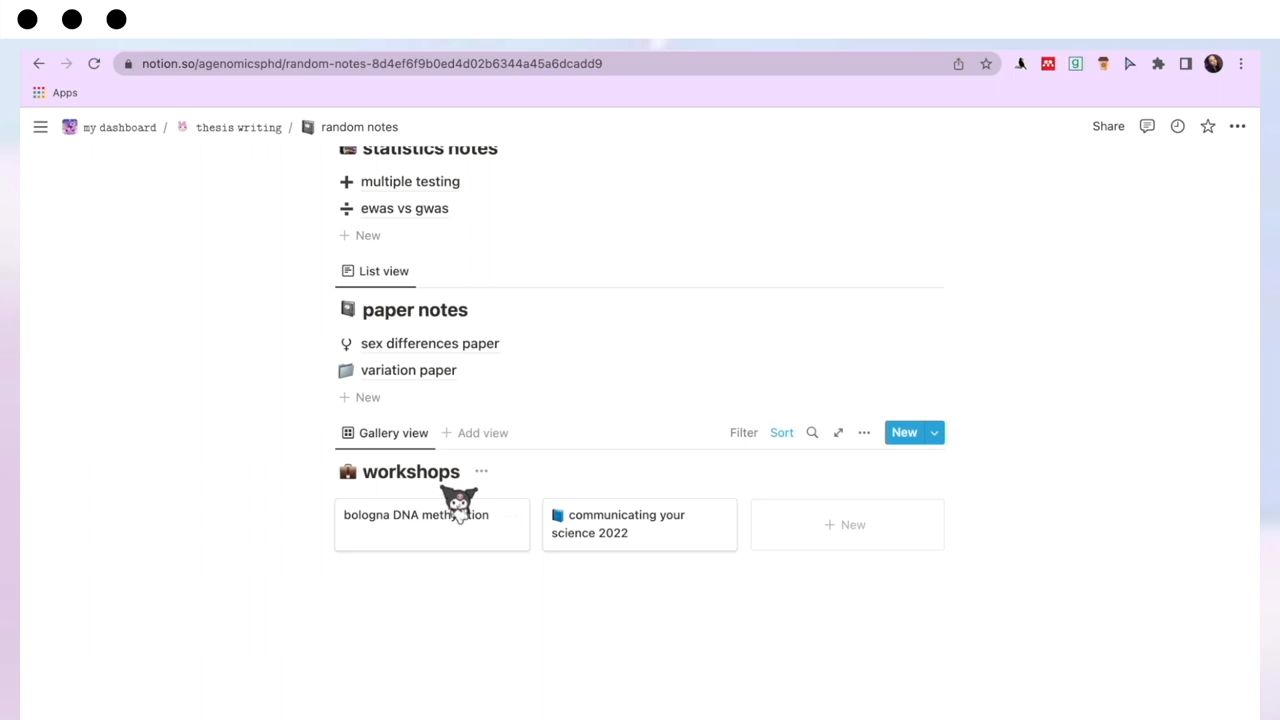 notion.so/agenomicsphd/random-notes-8d4ef6f9b0ed4d02b6344a45a6dcadd9
Apps
my dashboard / thesis writing / random notes
Share
statistics notes
multiple testing
ewas vs gwas
New
List view
paper notes
sex differences paper
variation paper
New
Gallery view Add view Filter Sort New
workshops
bologna DNA
communicating your
science 2022
New